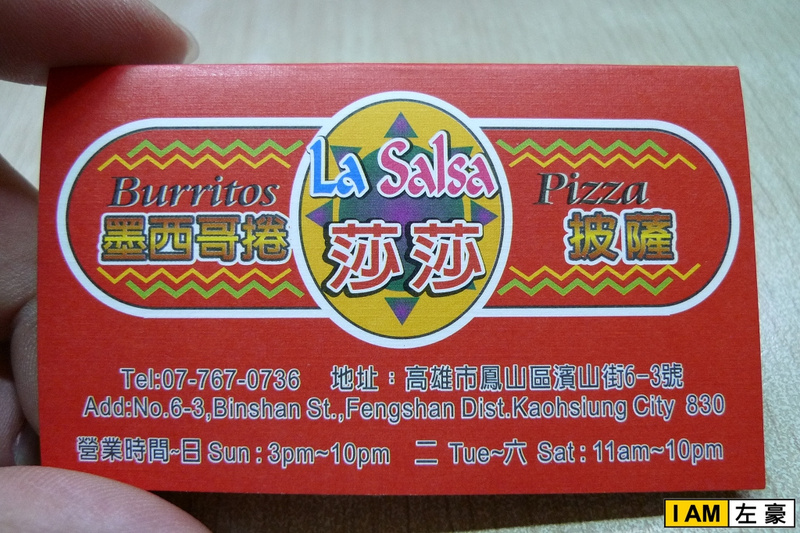 La Salsa
莎莎
Burritos
墨西哥捲
Pizza
披薩
Tel:07-767-0736 地址：高雄市鳳山區濱山街6-3號
Add:No.6-3,Binshan St.,Fengshan Dist.Kaohsiung City 830
營業時間~日 Sun : 3pm~10pm 二 Tue~六 Sat : 11am~10pm
I AM 左豪